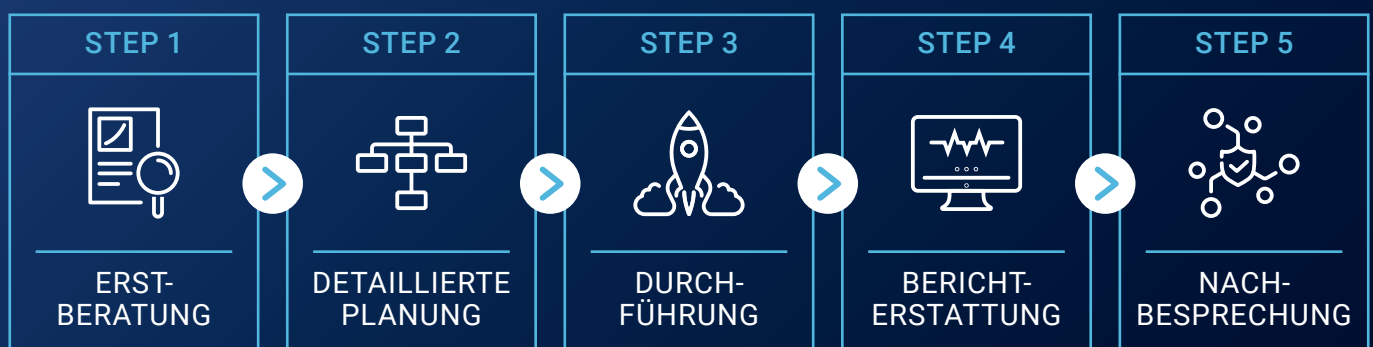 STEP 1
ERST-
BERATUNG
STEP 2
DETAILLIERTE
PLANUNG
STEP 3
DURCH-
FÜHRUNG
STEP 4
BERICHT-
ERSTATTUNG
STEP 5
NACH-
BESPRECHUNG